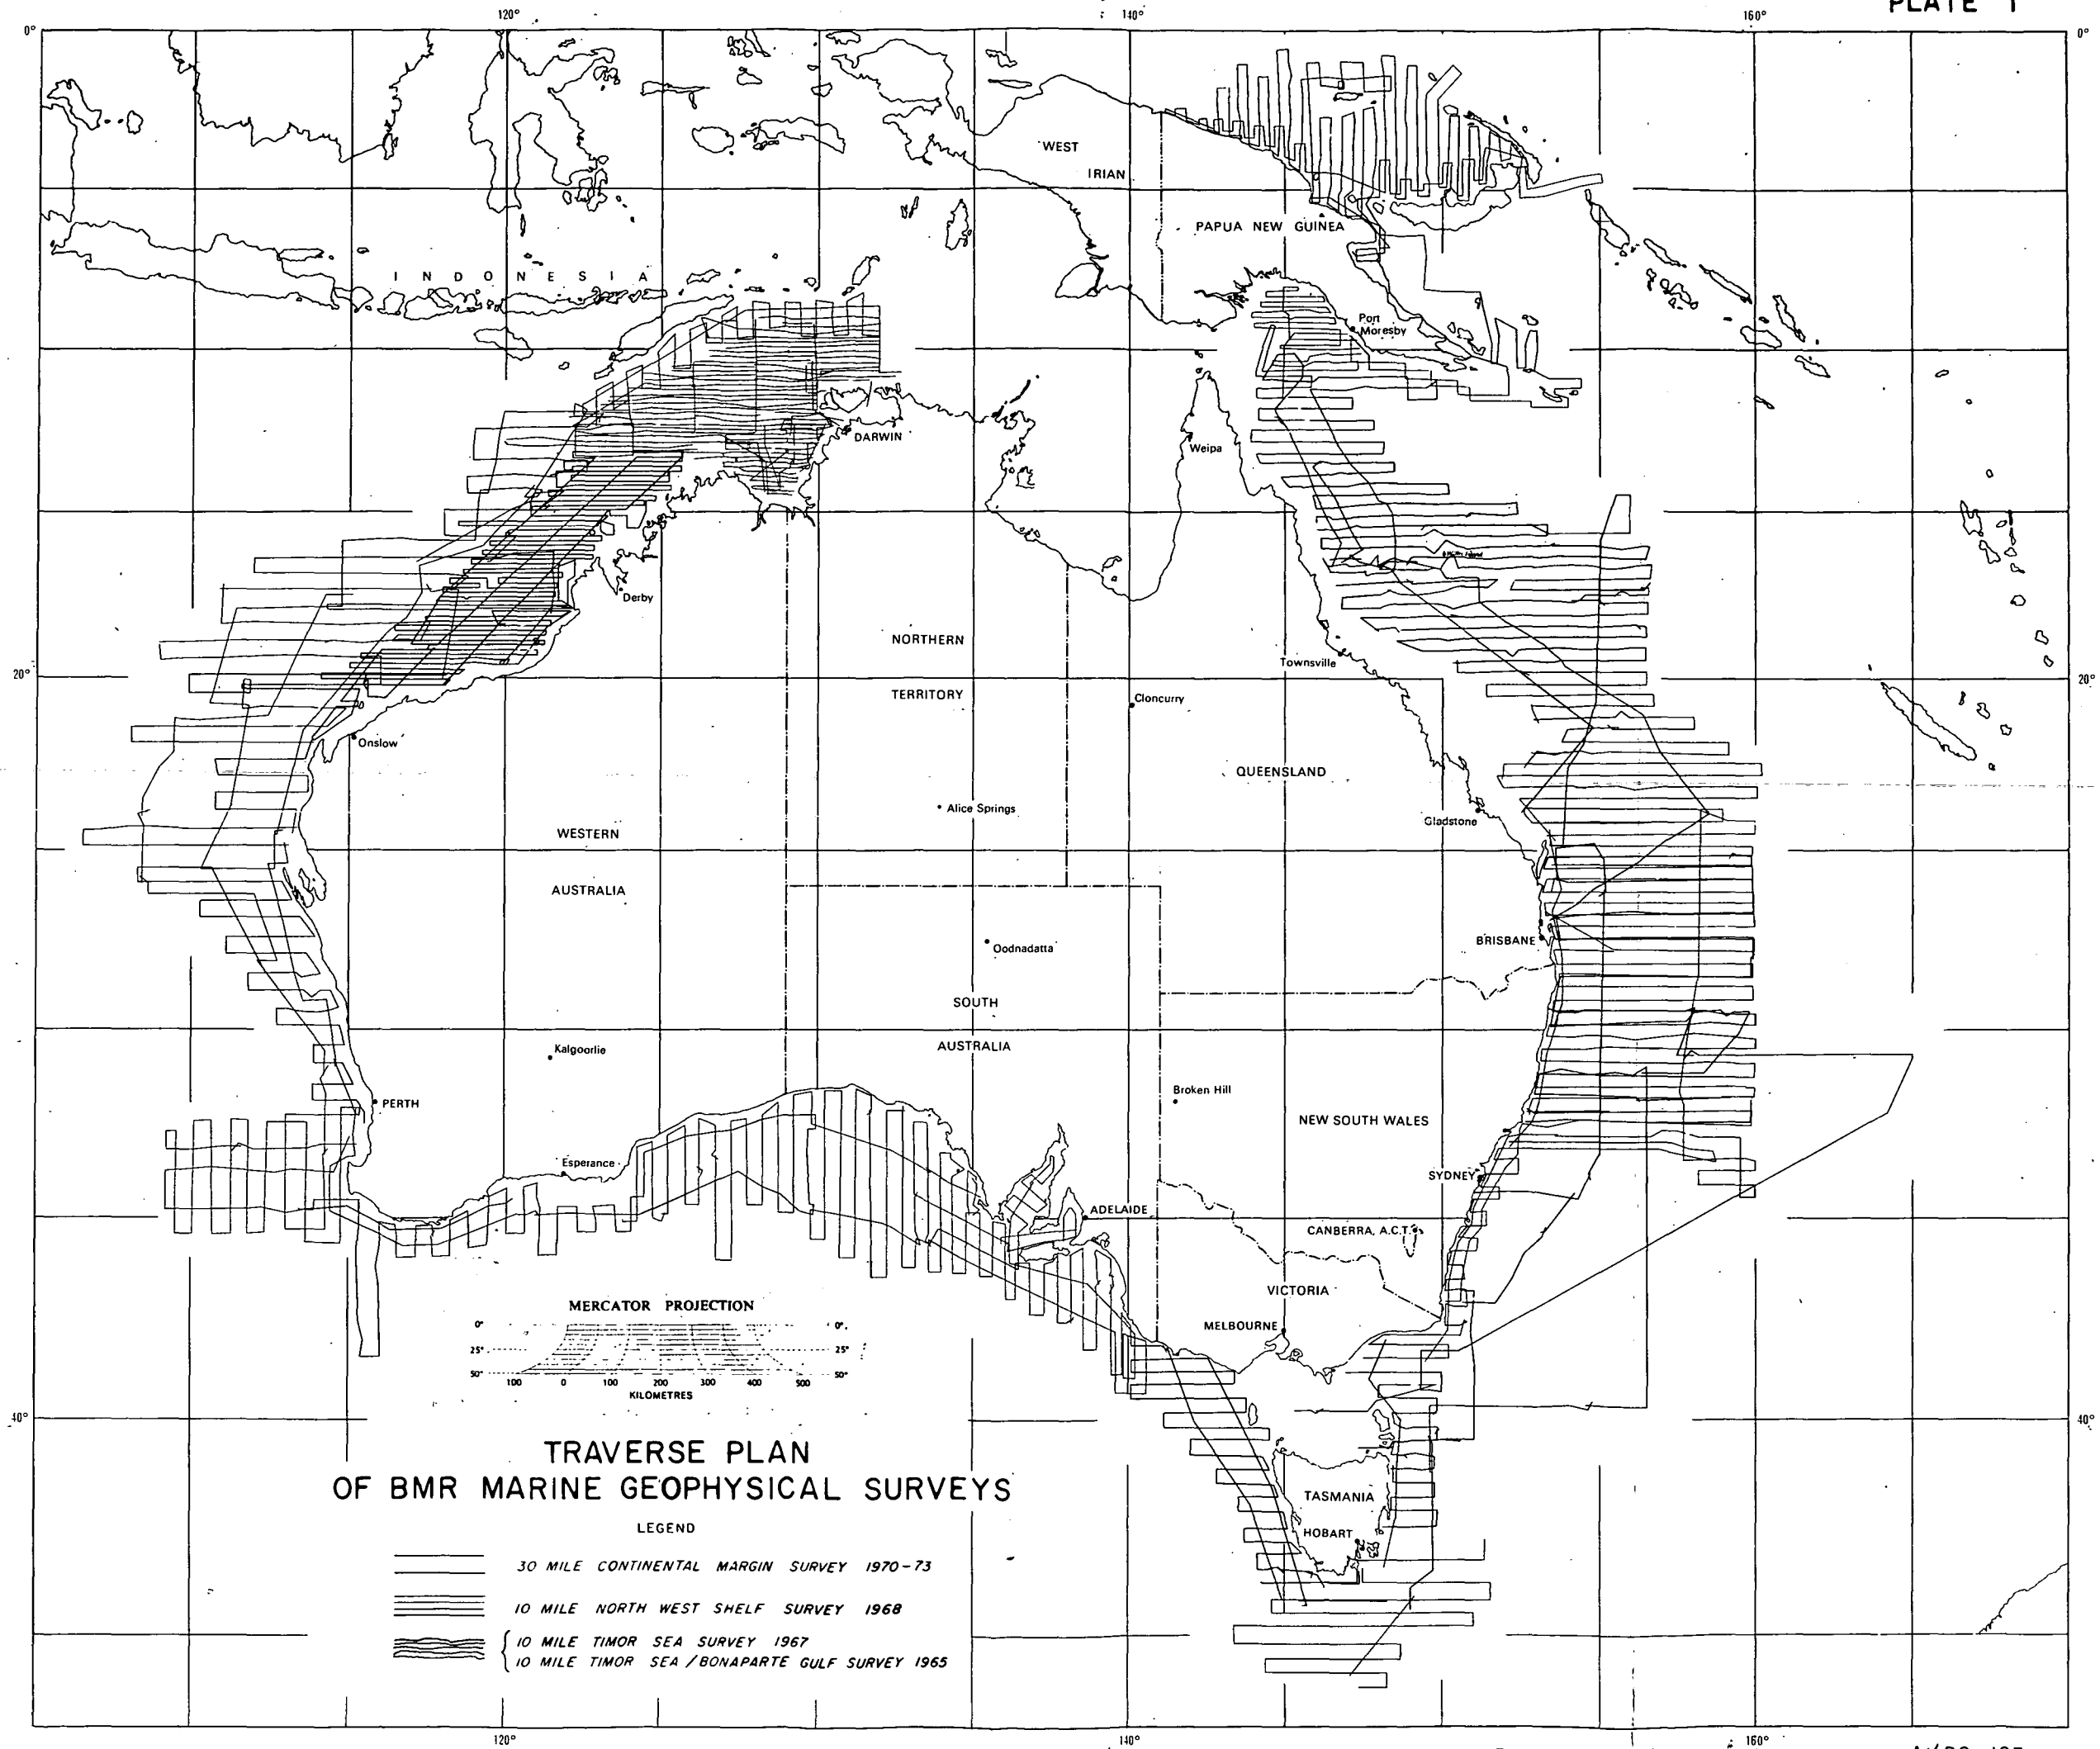 PLATE 1
120° 140° 160°
0° 0°
WEST
IRIAN
PAPUA NEW GUINEA
INDONESIA
Port
Moresby
DARWIN
Weipa
Derby
NORTHERN
Townsville
20° 20°
TERRITORY
Cloncurry
Onslow
QUEENSLAND
Alice Springs
Gladstone
WESTERN
AUSTRALIA
BRISBANE
Oodnadatta
SOUTH
AUSTRALIA
Kalgoorlie
Broken Hill
PERTH
NEW SOUTH WALES
Esperance
SYDNEY
ADELAIDE
CANBERRA, A.C.T.
VICTORIA
MERCATOR PROJECTION
MELBOURNE
0° 0°
25° 25°
50° 50°
100 0 100 200 300 400 500
KILOMETRES
40° 40°
TRAVERSE PLAN
OF BMR MARINE GEOPHYSICAL SURVEYS
TASMANIA
HOBART
LEGEND
30 MILE CONTINENTAL MARGIN SURVEY 1970-73
10 MILE NORTH WEST SHELF SURVEY 1968
10 MILE TIMOR SEA SURVEY 1967
10 MILE TIMOR SEA / BONAPARTE GULF SURVEY 1965
120° 140° 160°